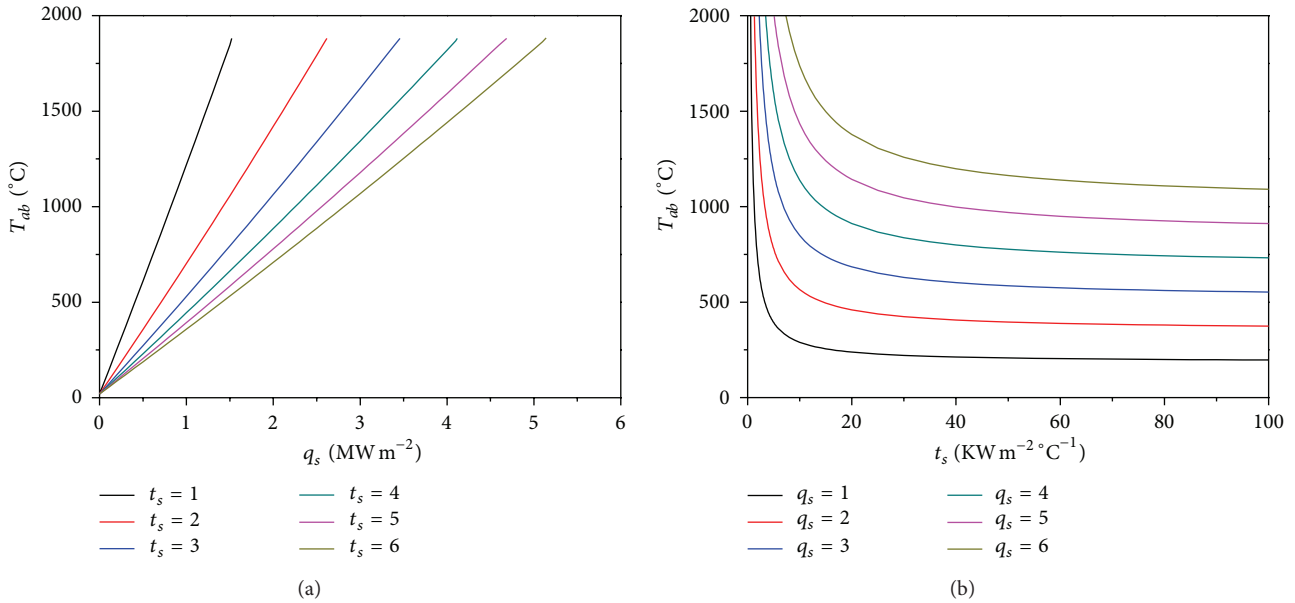 2000
1500
1000
500
0
T_ab (°C)
0 1 2 3 4 5 6
q_s (MW m⁻²)
t_s = 1
t_s = 2
t_s = 3
t_s = 4
t_s = 5
t_s = 6
(a)
2000
1500
1000
500
0
T_ab (°C)
0 20 40 60 80 100
t_s (KW m⁻² °C⁻¹)
q_s = 1
q_s = 2
q_s = 3
q_s = 4
q_s = 5
q_s = 6
(b)